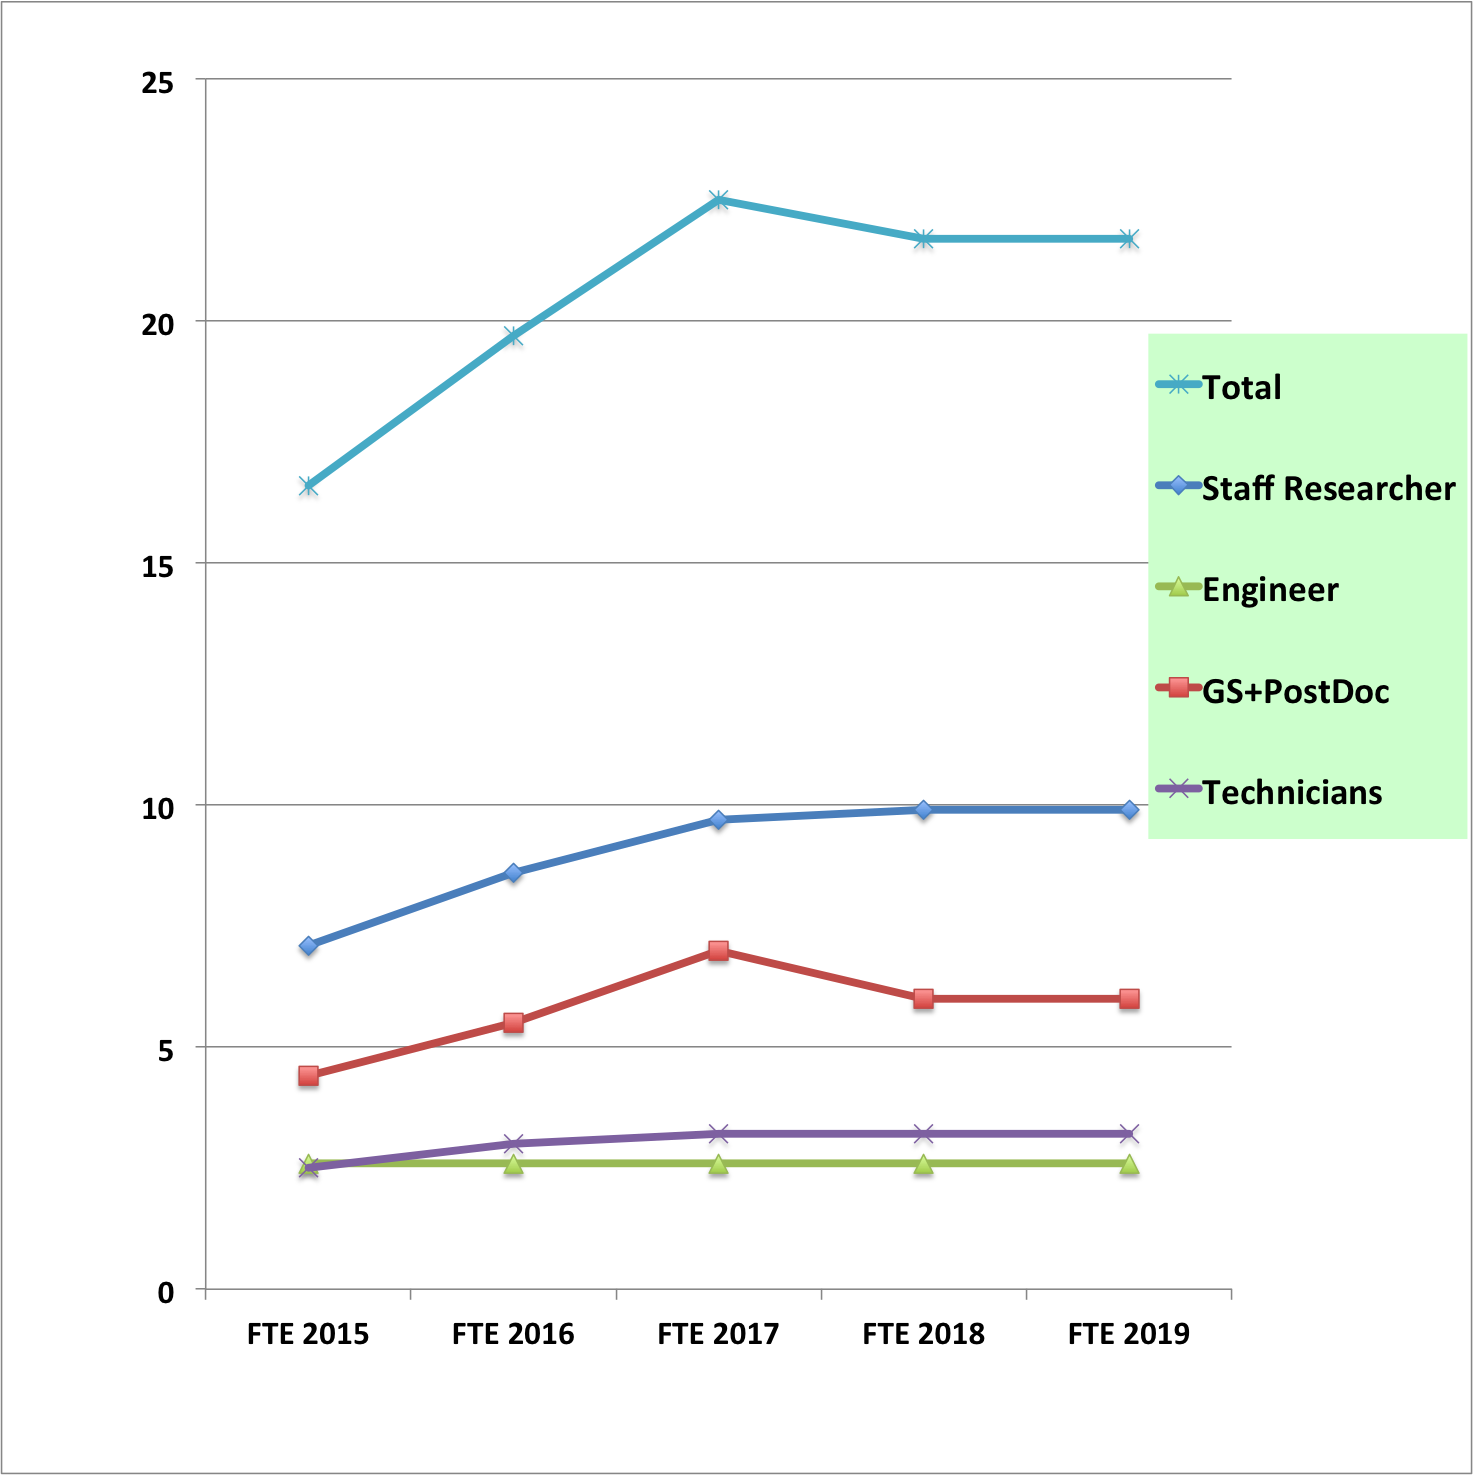 25
20
15
10
5
0
FTE 2015
FTE 2016
FTE 2017
FTE 2018
FTE 2019
Total
Staff Researcher
Engineer
GS+PostDoc
Technicians